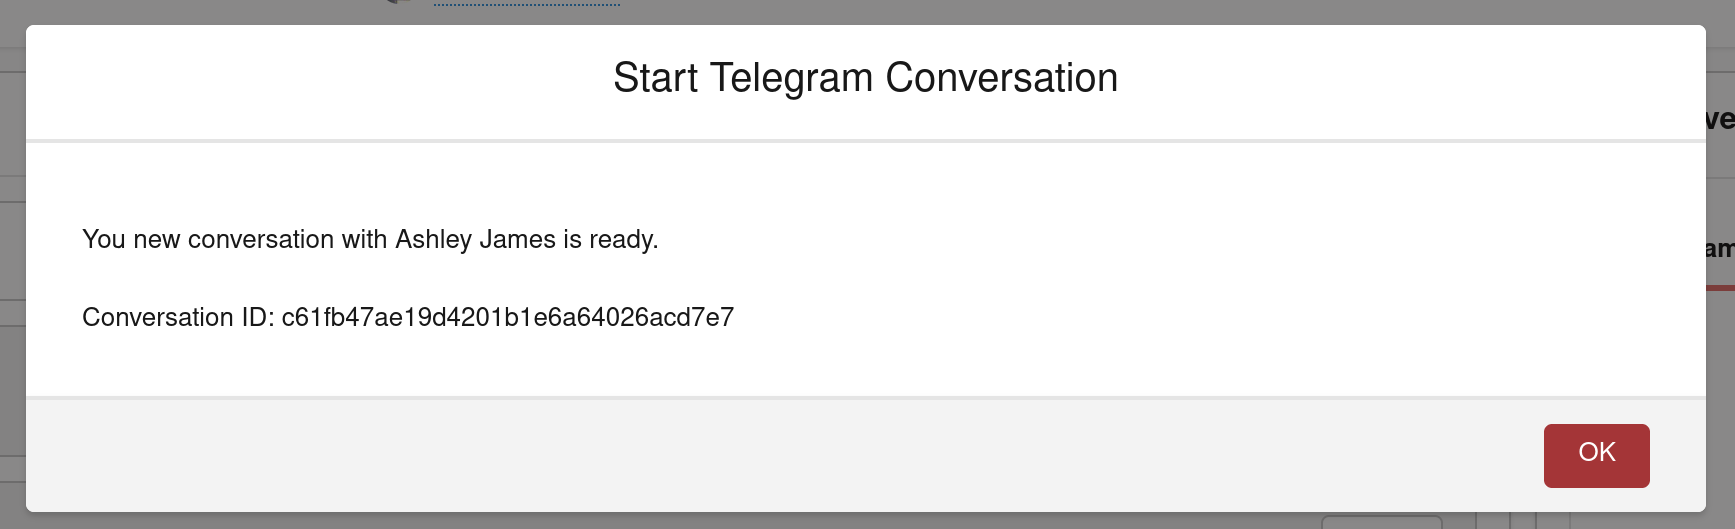 Start Telegram Conversation
ve
You new conversation with Ashley James is ready.
am
Conversation ID: c61fb47ae19d4201b1e6a64026acd7e7
OK